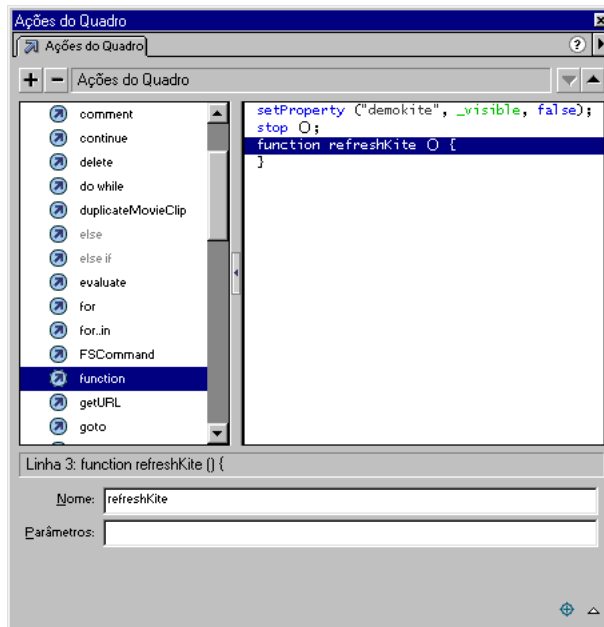 Ações do Quadro
Ações do Quadro
?
+ − Ações do Quadro
comment
continue
delete
do while
duplicateMovieClip
else
else if
evaluate
for
for..in
FSCommand
function
getURL
goto
setProperty ("demokite", _visible, false);
stop ();
function refreshKite () {
}
Linha 3: function refreshKite () {
Nome: refreshKite
Parâmetros: